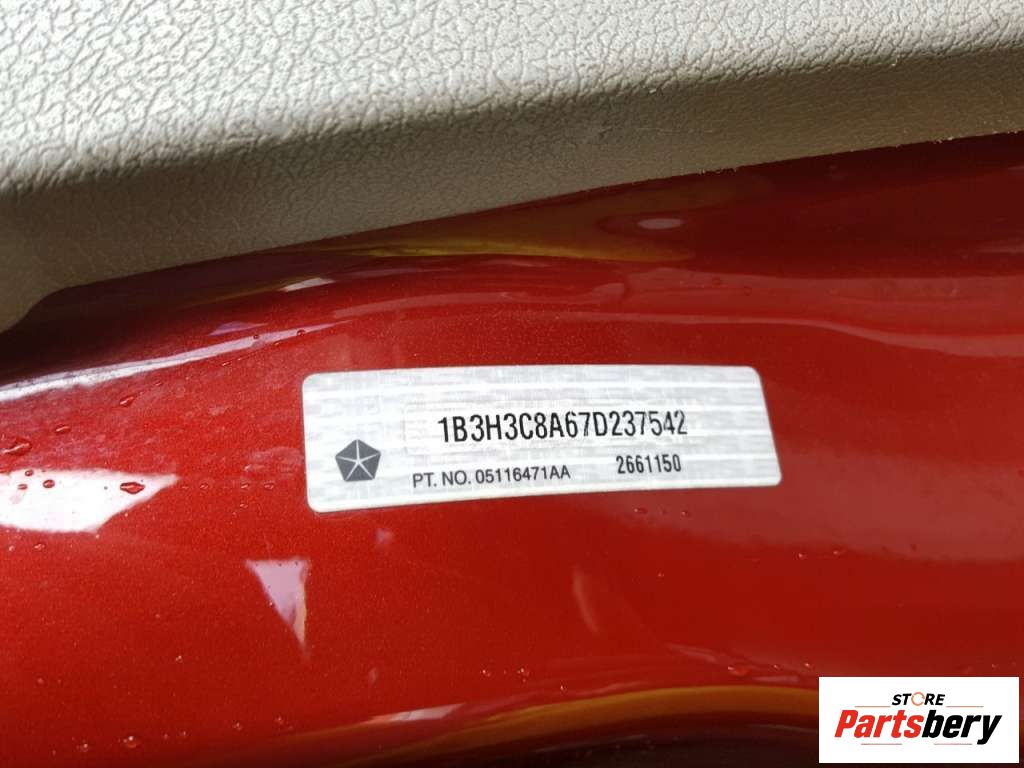 1B3H3C8A67D237542
PT. NO. 05116471AA 2661150
STORE
Partsbery